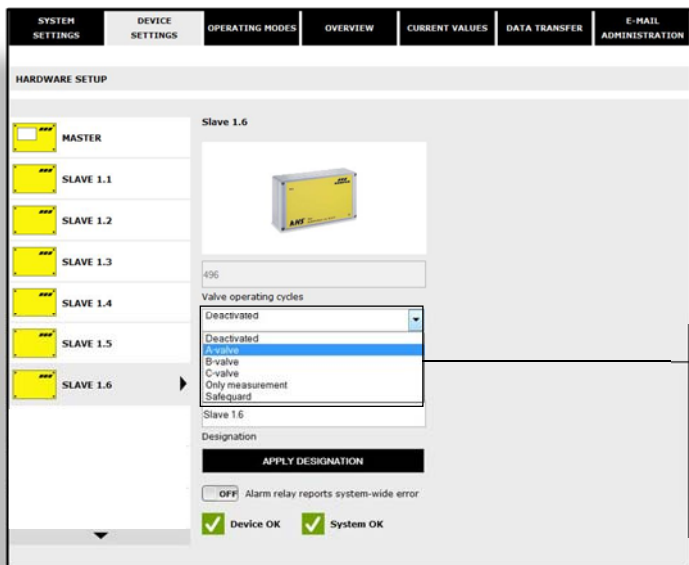 SYSTEM
SETTINGS
DEVICE
SETTINGS
OPERATING MODES
OVERVIEW
CURRENT VALUES
DATA TRANSFER
E-MAIL
ADMINISTRATION
HARDWARE SETUP
MASTER
SLAVE 1.1
SLAVE 1.2
SLAVE 1.3
SLAVE 1.4
SLAVE 1.5
SLAVE 1.6
Slave 1.6
AHS
496
Valve operating cycles
Deactivated
Deactivated
A-valve
B-valve
C-valve
Only measurement
Safeguard
Slave 1.6
Designation
APPLY DESIGNATION
OFF Alarm relay reports system-wide error
Device OK System OK